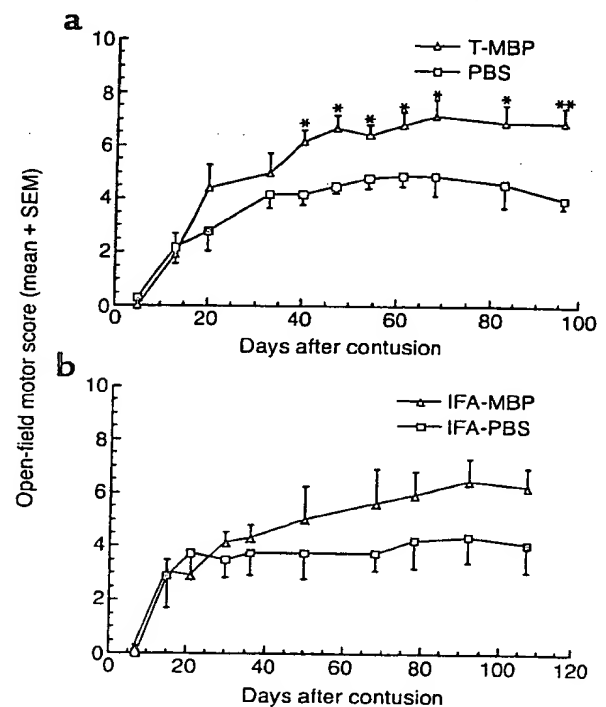 a
10
8
6
4
2
0
T-MBP
PBS
*
*
*
*
*
*
**
0 20 40 60 80 100
Days after contusion
Open-field motor score (mean + SEM)
b
10
8
6
4
2
0
IFA-MBP
IFA-PBS
0 20 40 60 80 100 120
Days after contusion